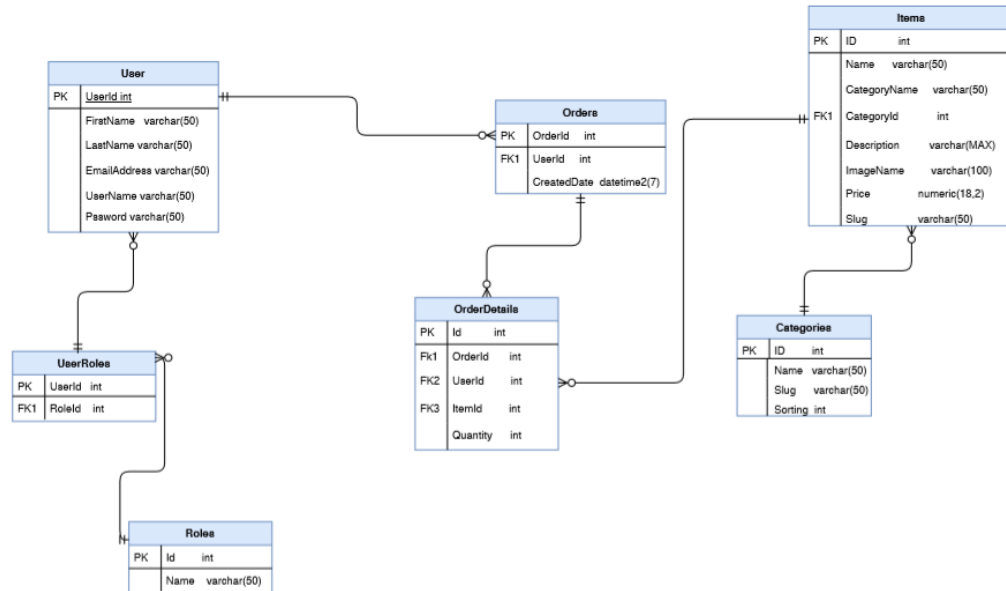 User
PK UserId int
FirstName varchar(50)
LastName varchar(50)
EmailAddress varchar(50)
UserName varchar(50)
Pssword varchar(50)
Orders
PK OrderId int
FK1 UserId int
CreatedDate datetime2(7)
Items
PK ID int
Name varchar(50)
CategoryName varchar(50)
FK1 CategoryId int
Description varchar(MAX)
ImageName varchar(100)
Price numeric(18,2)
Slug varchar(50)
UserRoles
PK UserId int
FK1 RoleId int
OrderDetails
PK Id int
Fk1 OrderId int
FK2 UserId int
FK3 ItemId int
Quantity int
Categories
PK ID int
Name varchar(50)
Slug varchar(50)
Sorting int
Roles
PK Id int
Name varchar(50)